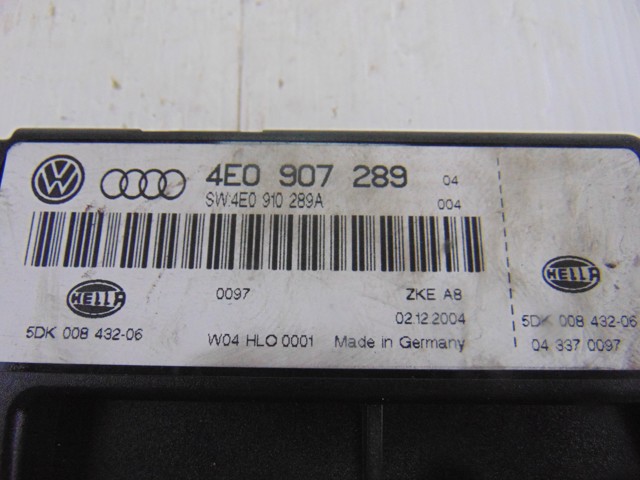 4E0 907 289 04
SW:4E0 910 289A 004
HELLA 0097 ZKE A8 HELLA
02.12.2004
5DK 008 432-06 5DK 008 432-06
W04 HLO 0001 Made in Germany 04 337 0097